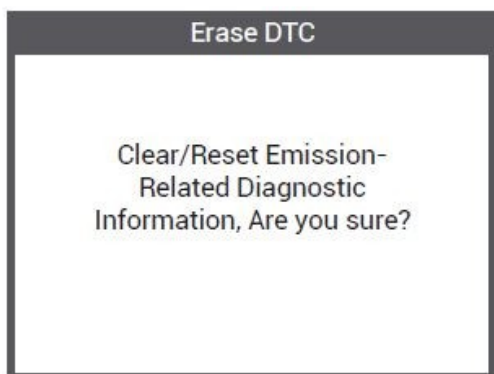 Erase DTC
Clear/Reset Emission-
Related Diagnostic
Information, Are you sure?